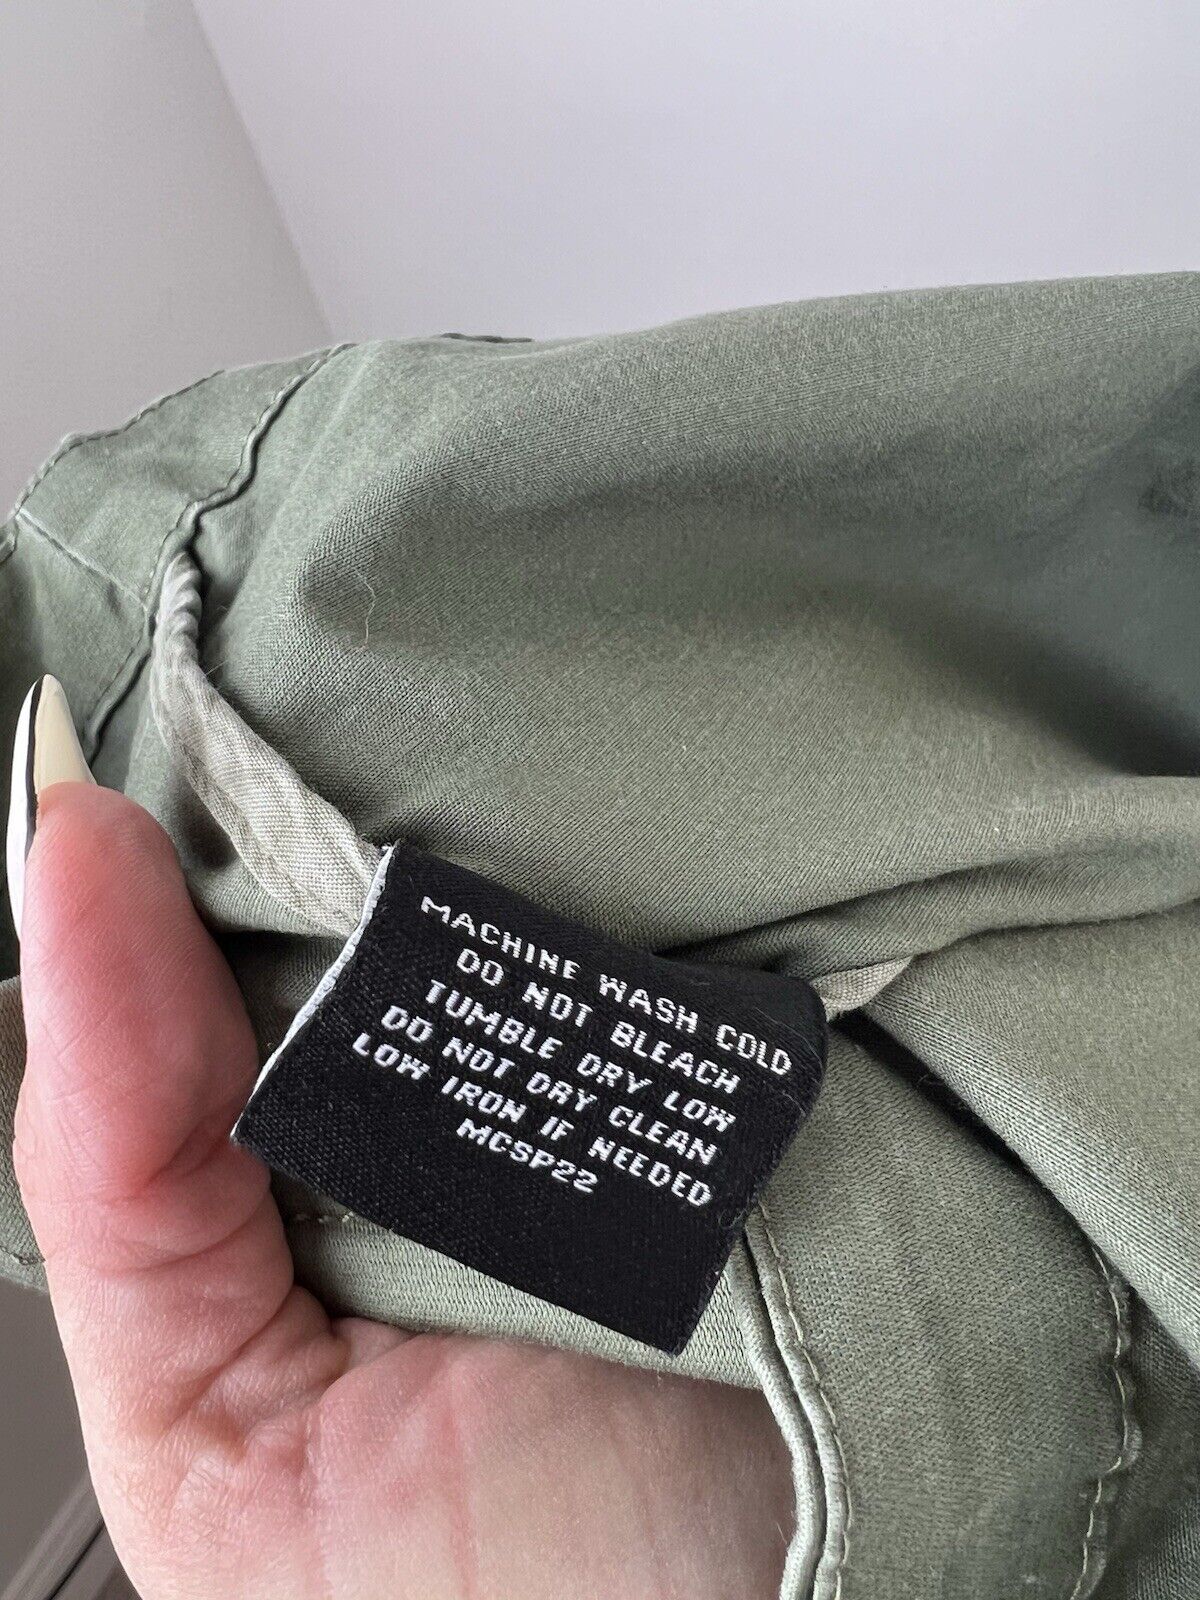 MACHINE WASH COLD
DO NOT BLEACH
TUMBLE DRY LOW
DO NOT DRY CLEAN
LOW IRON IF NEEDED
MCSP22